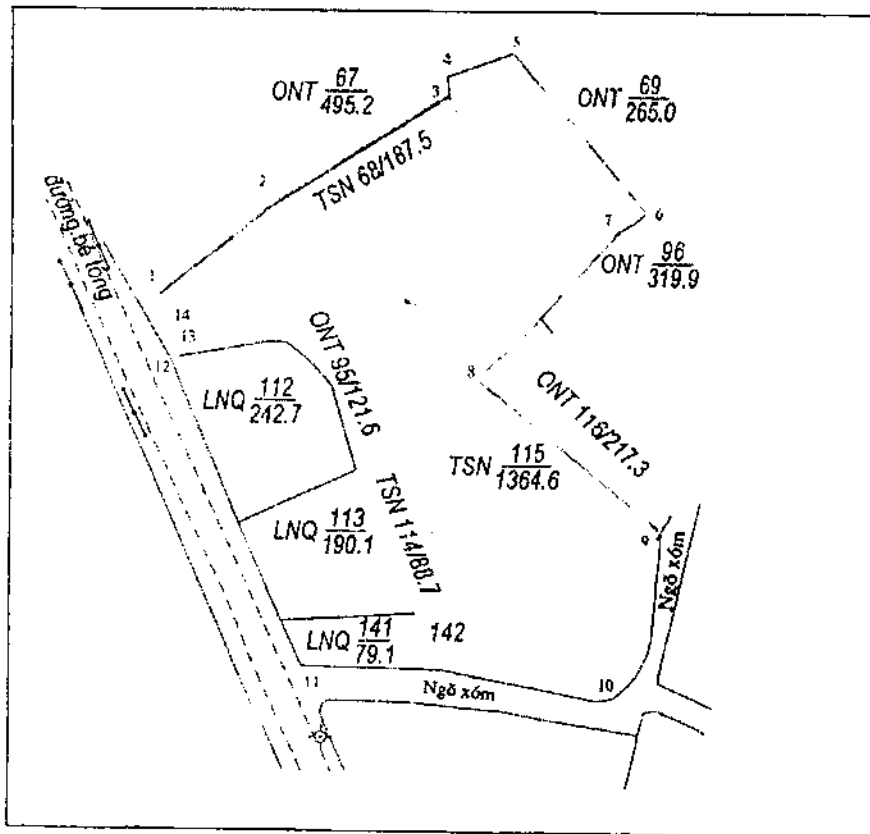 5
4
ONT 67
495.2
3
ONT 69
265.0
TSN 68/187.5
2
6
7
đường bê tông
ONT 96
319.9
1
14
13
12
ONT 95/121.6
8
LNQ 112
242.7
ONT 116/217.3
TSN 115
1364.6
LNQ 113
190.1
9
Ngõ xóm
LNQ 141
79.1
142
11
Ngõ xóm
10